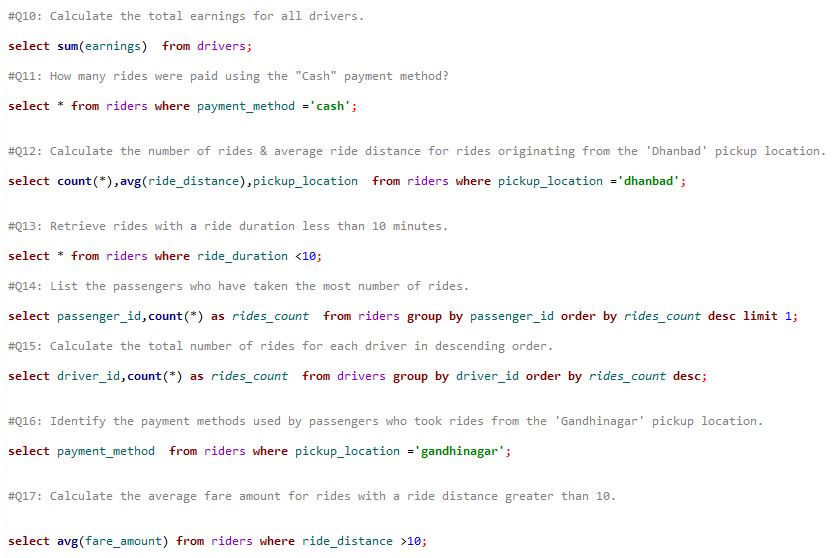 #Q10: Calculate the total earnings for all drivers.
select sum(earnings)  from drivers;
#Q11: How many rides were paid using the "Cash" payment method?
select * from riders where payment_method ='cash';
#Q12: Calculate the number of rides & average ride distance for rides originating from the 'Dhanbad' pickup location.
select count(*),avg(ride_distance),pickup_location  from riders where pickup_location ='dhanbad';
#Q13: Retrieve rides with a ride duration less than 10 minutes.
select * from riders where ride_duration <10;
#Q14: List the passengers who have taken the most number of rides.
select passenger_id,count(*) as rides_count  from riders group by passenger_id order by rides_count desc limit 1;
#Q15: Calculate the total number of rides for each driver in descending order.
select driver_id,count(*) as rides_count  from drivers group by driver_id order by rides_count desc;
#Q16: Identify the payment methods used by passengers who took rides from the 'Gandhinagar' pickup location.
select payment_method  from riders where pickup_location ='gandhinagar';
#Q17: Calculate the average fare amount for rides with a ride distance greater than 10.
select avg(fare_amount) from riders where ride_distance >10;